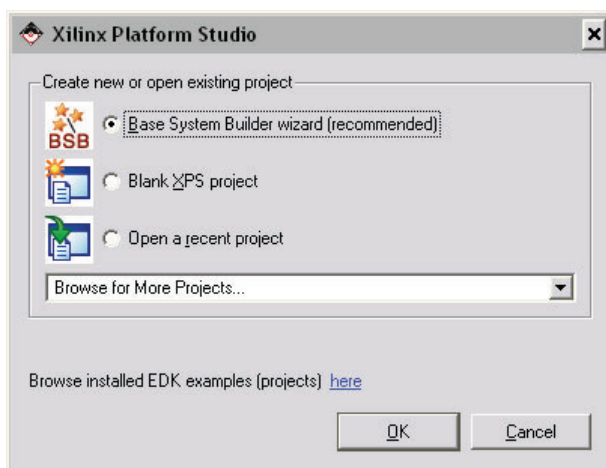 Xilinx Platform Studio
Create new or open existing project
BSB
Base System Builder wizard (recommended)
Blank XPS project
Open a recent project
Browse for More Projects...
Browse installed EDK examples (projects) here
OK
Cancel